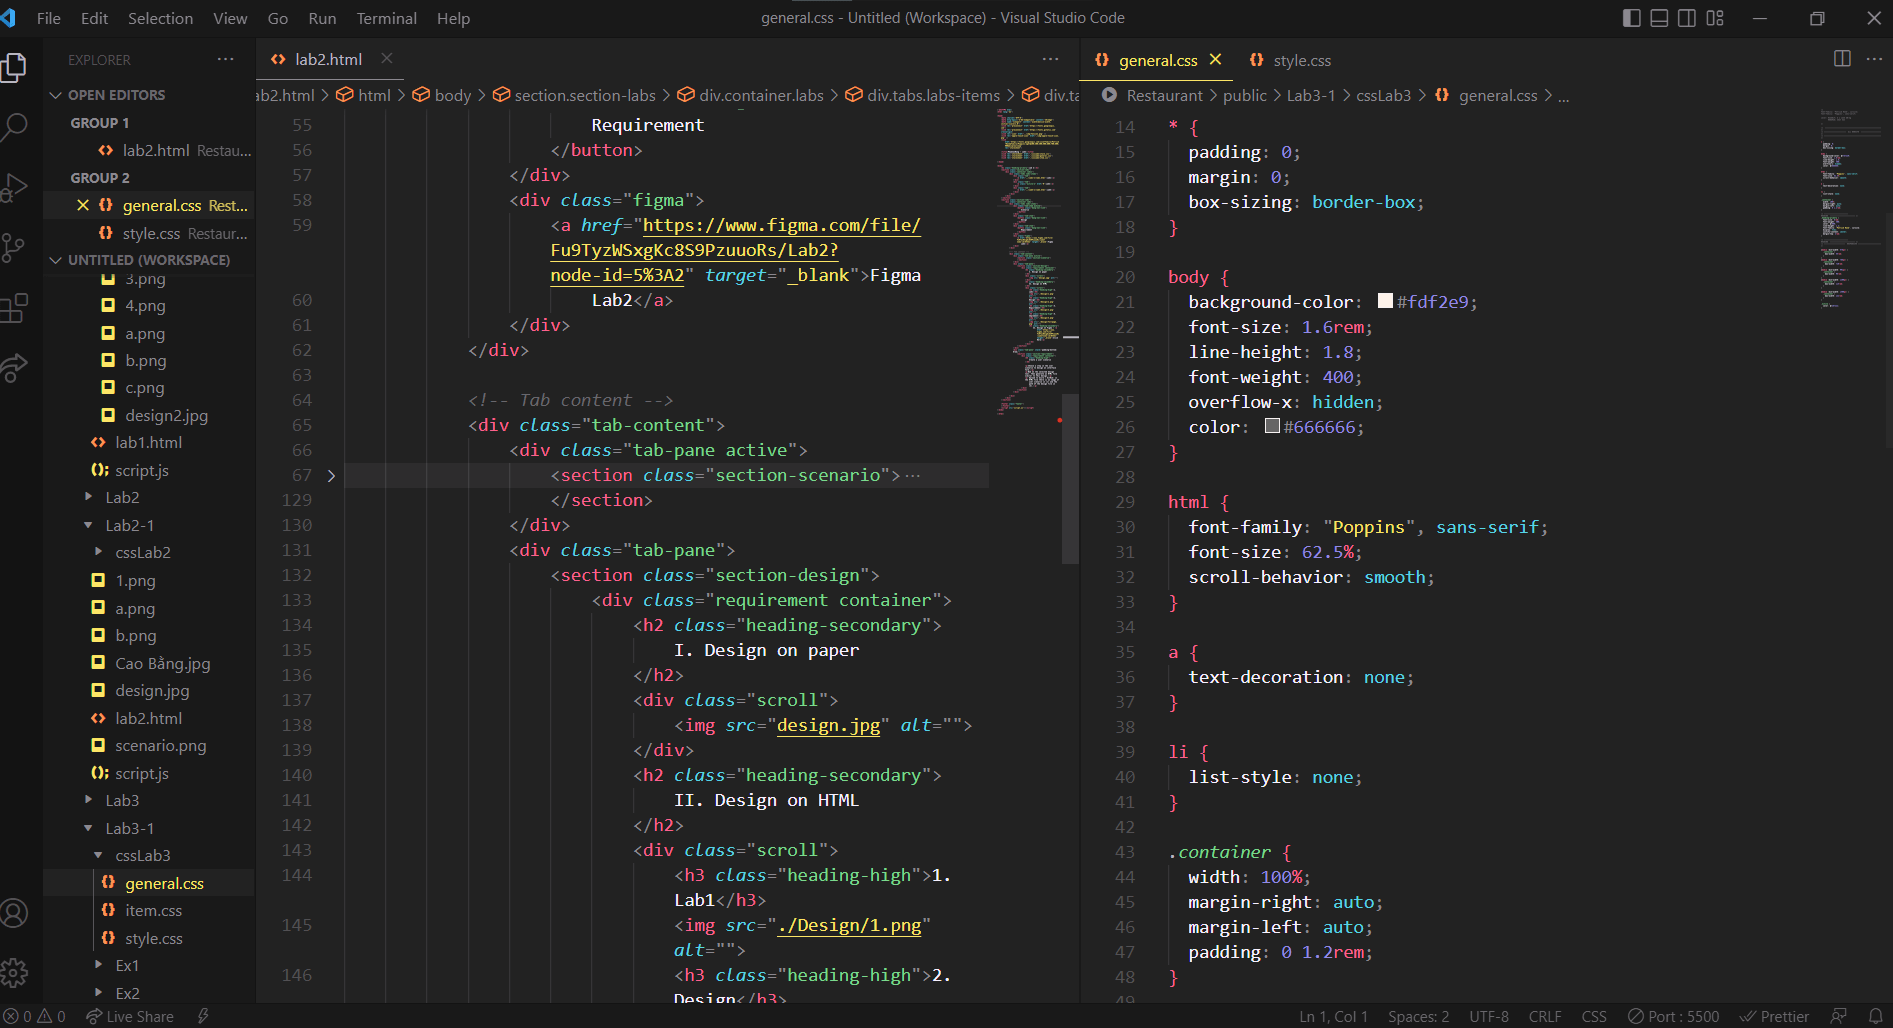 File Edit Selection View Go Run Terminal Help
general.css - Untitled (Workspace) - Visual Studio Code
EXPLORER
OPEN EDITORS
GROUP 1
lab2.html Restau...
GROUP 2
general.css Rest...
style.css Restaur...
UNTITLED (WORKSPACE)
3.png
4.png
a.png
b.png
c.png
design2.jpg
lab1.html
script.js
Lab2
Lab2-1
cssLab2
1.png
a.png
b.png
Cao Bằng.jpg
design.jpg
lab2.html
scenario.png
script.js
Lab3
Lab3-1
cssLab3
general.css
item.css
style.css
Ex1
Ex2
lab2.html
ab2.html > html > body > section.section-labs > div.container.labs > div.tabs.labs-items > div.ta
55 Requirement
56 </button>
57 </div>
58 <div class="figma">
59 <a href="https://www.figma.com/file/
Fu9TyzWSxgKc8S9PzuuoRs/Lab2?
node-id=5%3A2" target="_blank">Figma
60 Lab2</a>
61 </div>
62 </div>
63
64 <!-- Tab content -->
65 <div class="tab-content">
66 <div class="tab-pane active">
67 <section class="section-scenario">···
129 </section>
130 </div>
131 <div class="tab-pane">
132 <section class="section-design">
133 <div class="requirement container">
134 <h2 class="heading-secondary">
135 I. Design on paper
136 </h2>
137 <div class="scroll">
138 <img src="design.jpg" alt="">
139 </div>
140 <h2 class="heading-secondary">
141 II. Design on HTML
142 </h2>
143 <div class="scroll">
144 <h3 class="heading-high">1.
Lab1</h3>
145 <img src="./Design/1.png"
alt="">
146 <h3 class="heading-high">2.
Design</h3>
general.css style.css
Restaurant > public > Lab3-1 > cssLab3 > general.css > ...
14 * {
15 padding: 0;
16 margin: 0;
17 box-sizing: border-box;
18 }
19
20 body {
21 background-color: #fdf2e9;
22 font-size: 1.6rem;
23 line-height: 1.8;
24 font-weight: 400;
25 overflow-x: hidden;
26 color: #666666;
27 }
28
29 html {
30 font-family: "Poppins", sans-serif;
31 font-size: 62.5%;
32 scroll-behavior: smooth;
33 }
34
35 a {
36 text-decoration: none;
37 }
38
39 li {
40 list-style: none;
41 }
42
43 .container {
44 width: 100%;
45 margin-right: auto;
46 margin-left: auto;
47 padding: 0 1.2rem;
48 }
49
0 0 Live Share
Ln 1, Col 1 Spaces: 2 UTF-8 CRLF CSS Port : 5500 Prettier